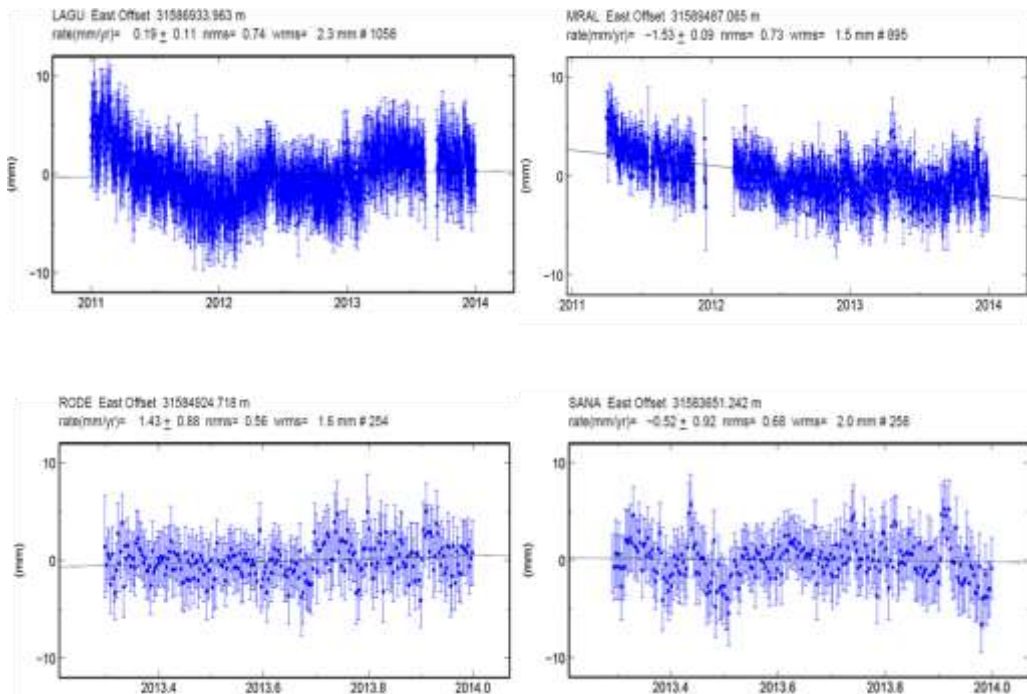 LAGU East Offset 31586933.963 m
rate(mm/yr)= 0.19 ± 0.11 nrms= 0.74 wrms= 2.3 mm # 1058
10
0
−10
(mm)
2011 2012 2013 2014
MRAL East Offset 31589487.065 m
rate(mm/yr)= −1.53 ± 0.09 nrms= 0.73 wrms= 1.5 mm # 895
10
0
−10
(mm)
2011 2012 2013 2014
RODE East Offset 31584924.718 m
rate(mm/yr)= 1.43 ± 0.88 nrms= 0.56 wrms= 1.6 mm # 254
10
0
−10
(mm)
2013.4 2013.6 2013.8 2014.0
SANA East Offset 31583651.242 m
rate(mm/yr)= −0.52 ± 0.92 nrms= 0.68 wrms= 2.0 mm # 256
10
0
−10
(mm)
2013.4 2013.6 2013.8 2014.0